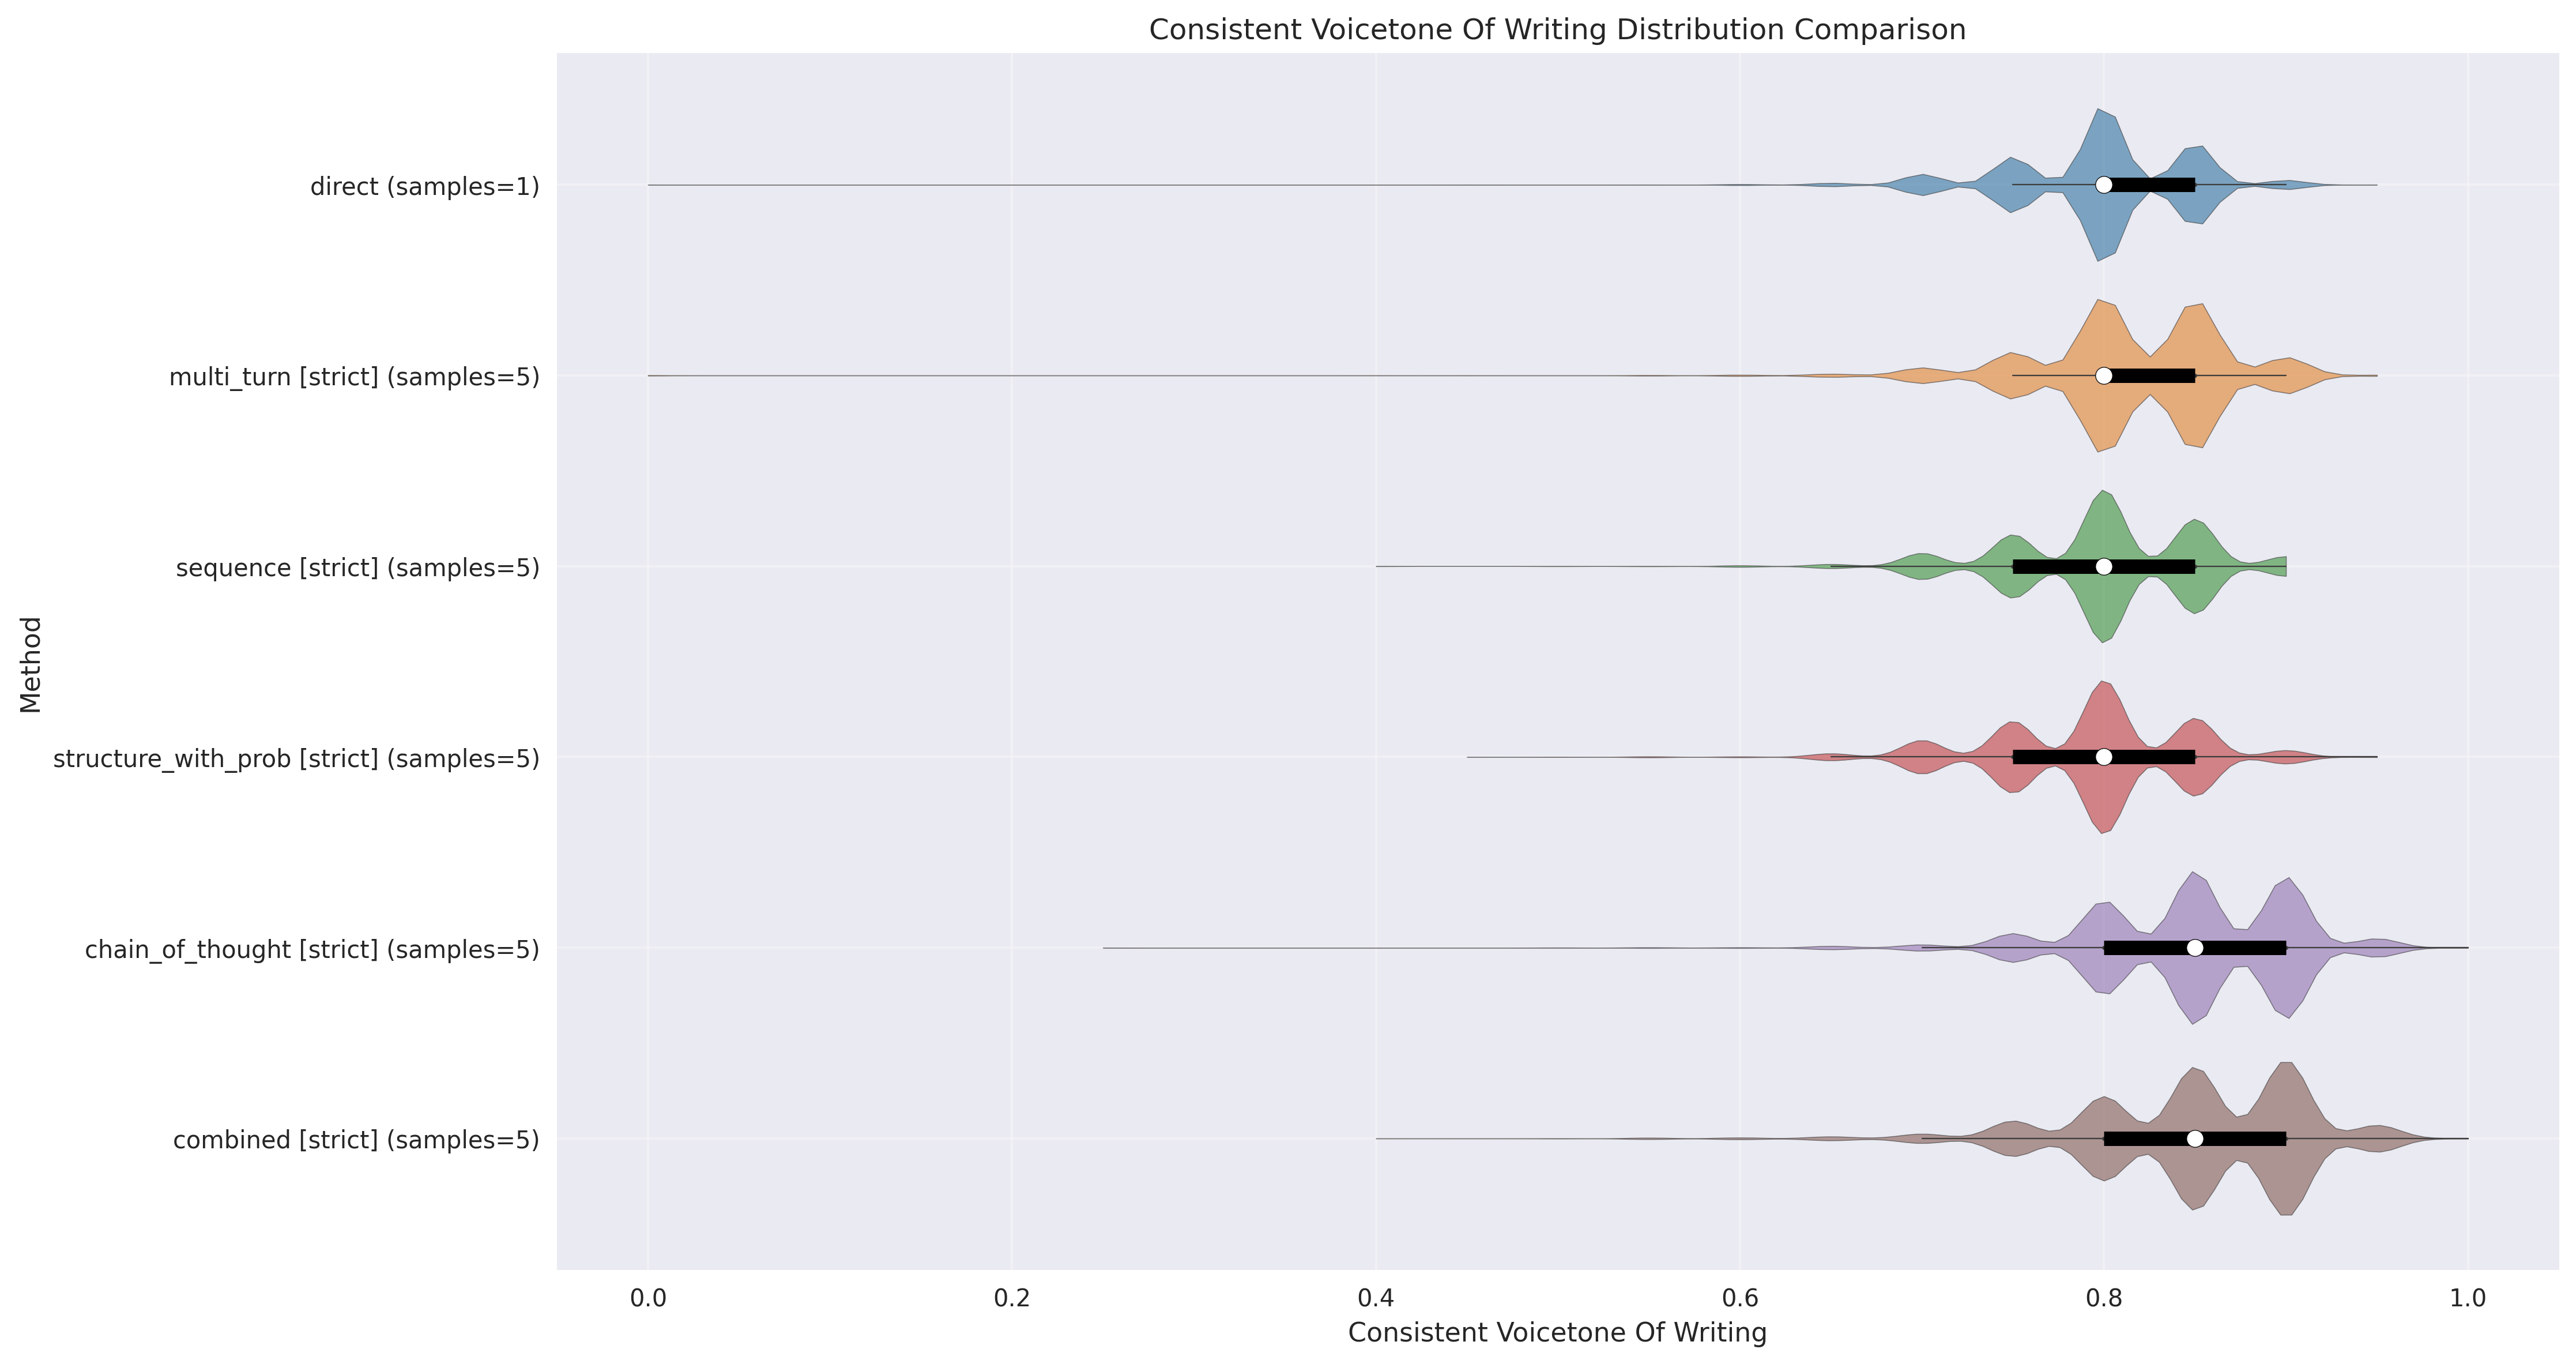 Consistent Voicetone Of Writing Distribution Comparison
direct (samples=1)
multi_turn [strict] (samples=5)
sequence [strict] (samples=5)
structure_with_prob [strict] (samples=5)
chain_of_thought [strict] (samples=5)
combined [strict] (samples=5)
Method
0.0 0.2 0.4 0.6 0.8 1.0
Consistent Voicetone Of Writing